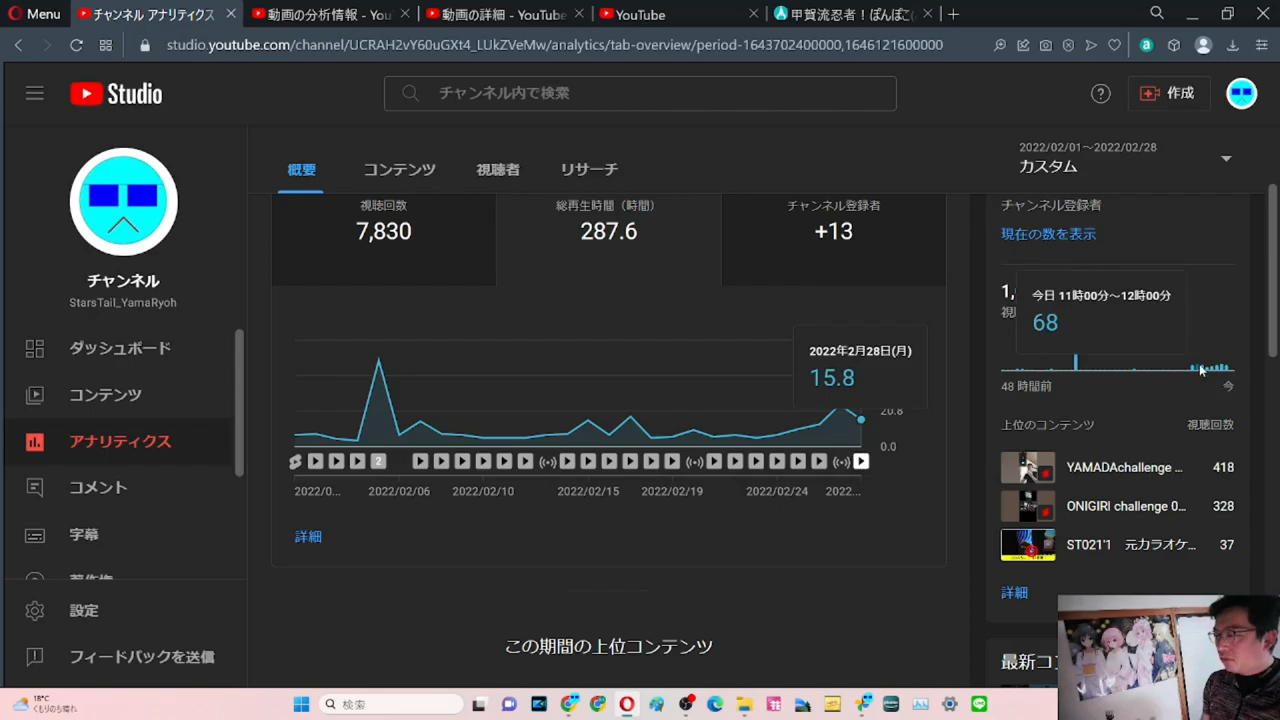 Menu
チャンネル アナリティクス
動画の分析情報 - You
動画の詳細 - YouTube
YouTube
甲賀流忍者！ぽんぽこ
studio.youtube.com/channel/UCRAH2vY60uGXt4_LUkZVeMw/analytics/tab-overview/period-1643702400000,1646121600000
Studio
チャンネル内で検索
作成
概要
コンテンツ
視聴者
リサーチ
2022/02/01～2022/02/28
カスタム
チャンネル
StarsTail_YamaRyoh
ダッシュボード
コンテンツ
アナリティクス
コメント
字幕
設定
フィードバックを送信
視聴回数
7,830
総再生時間（時間）
287.6
チャンネル登録者
+13
2022年2月28日(月)
15.8
20.8
0.0
2
2022/0...
2022/02/06
2022/02/10
2022/02/15
2022/02/19
2022/02/24
2022...
詳細
この期間の上位コンテンツ
チャンネル登録者
現在の数を表示
1,
今日 11時00分～12時00分
68
48 時間前
今
上位のコンテンツ
視聴回数
YAMADAchallenge ...
418
ONIGIRI challenge 0...
328
ST021'1 元カラオケ...
37
詳細
最新コ
18°C
くもりのち晴れ
検索